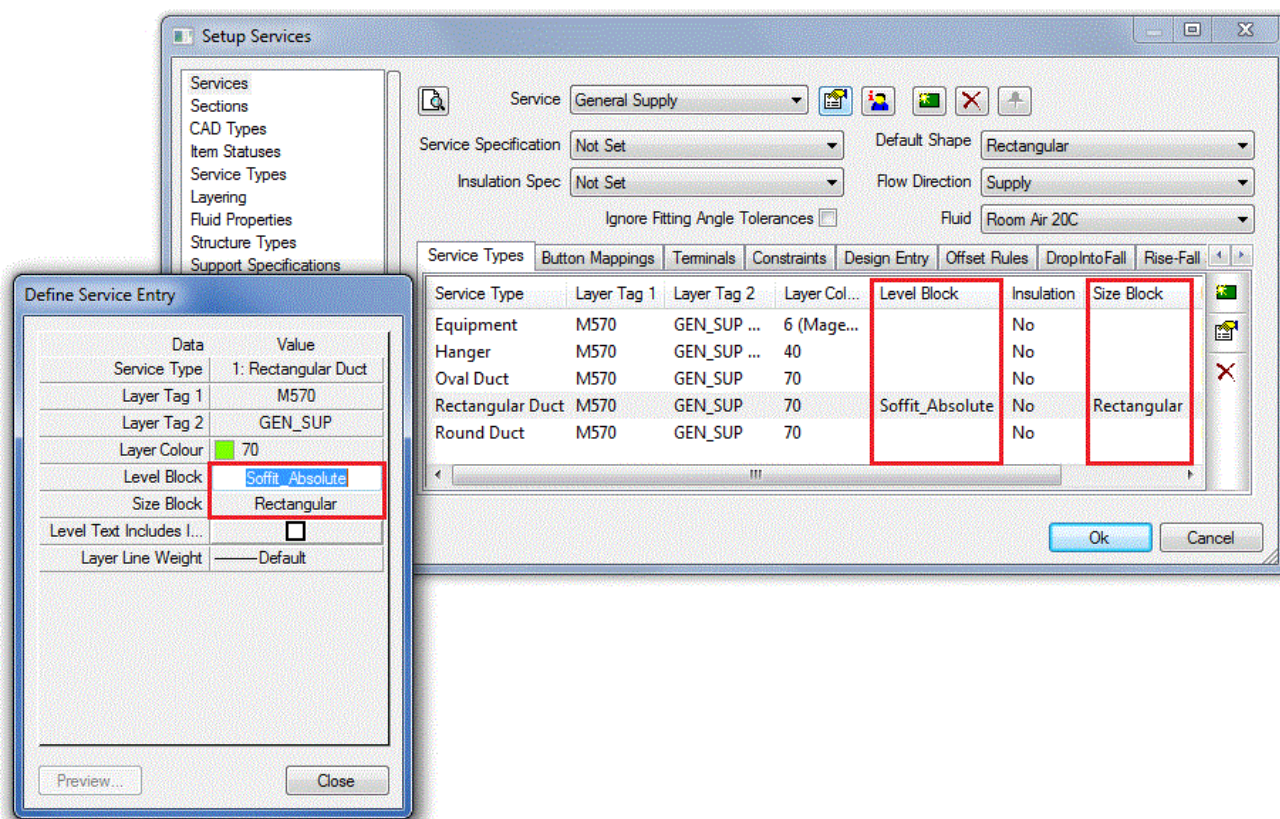 Setup Services
Services
Sections
CAD Types
Item Statuses
Service Types
Layering
Fluid Properties
Structure Types
Support Specifications
Service General Supply
Service Specification Not Set Default Shape Rectangular
Insulation Spec Not Set Flow Direction Supply
Ignore Fitting Angle Tolerances Fluid Room Air 20C
Service Types Button Mappings Terminals Constraints Design Entry Offset Rules DropIntoFall Rise-Fall
Service Type Layer Tag 1 Layer Tag 2 Layer Col... Level Block Insulation Size Block
Equipment M570 GEN_SUP ... 6 (Mage... No
Hanger M570 GEN_SUP ... 40 No
Oval Duct M570 GEN_SUP 70 No
Rectangular Duct M570 GEN_SUP 70 Soffit_Absolute No Rectangular
Round Duct M570 GEN_SUP 70 No
Ok Cancel
Define Service Entry
Data Value
Service Type 1: Rectangular Duct
Layer Tag 1 M570
Layer Tag 2 GEN_SUP
Layer Colour 70
Level Block Soffit_Absolute
Size Block Rectangular
Level Text Includes I...
Layer Line Weight Default
Preview... Close